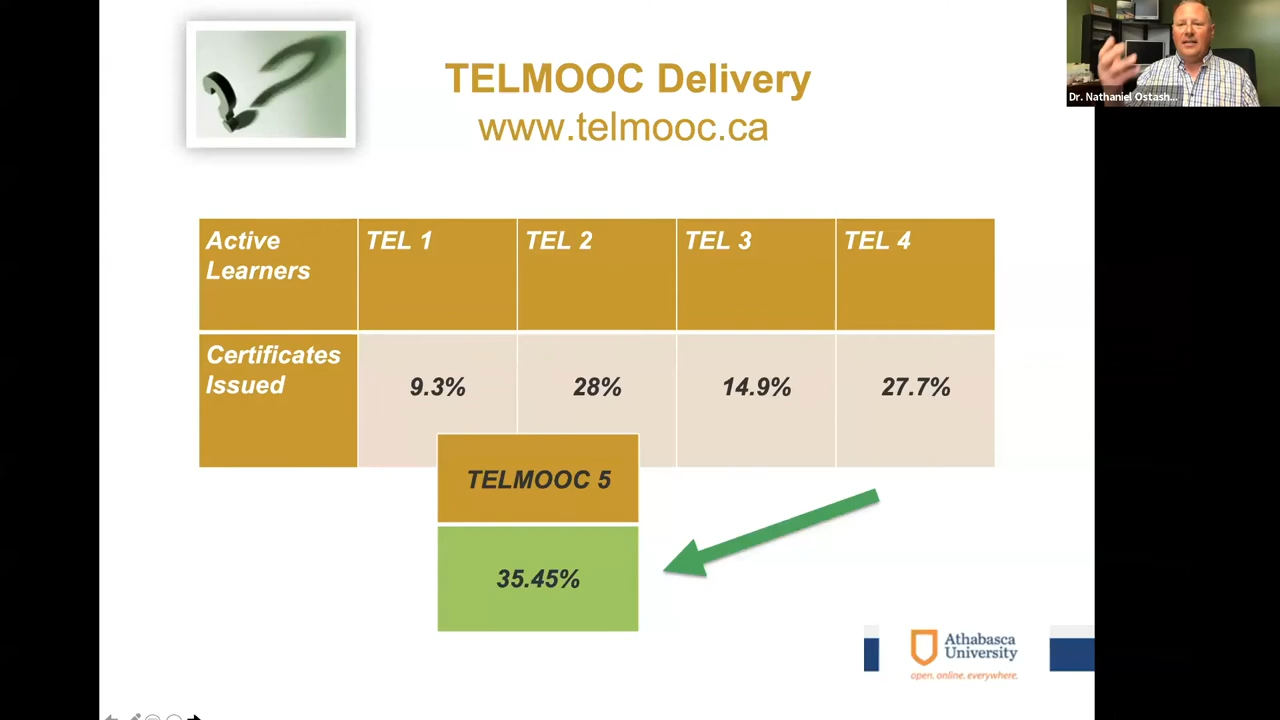 TELMOOC Delivery
www.telmooc.ca
Dr. Nathaniel Ostash...
Active
Learners
TEL 1
TEL 2
TEL 3
TEL 4
Certificates
Issued
9.3%
28%
14.9%
27.7%
TELMOOC 5
35.45%
Athabasca
University
open. online. everywhere.